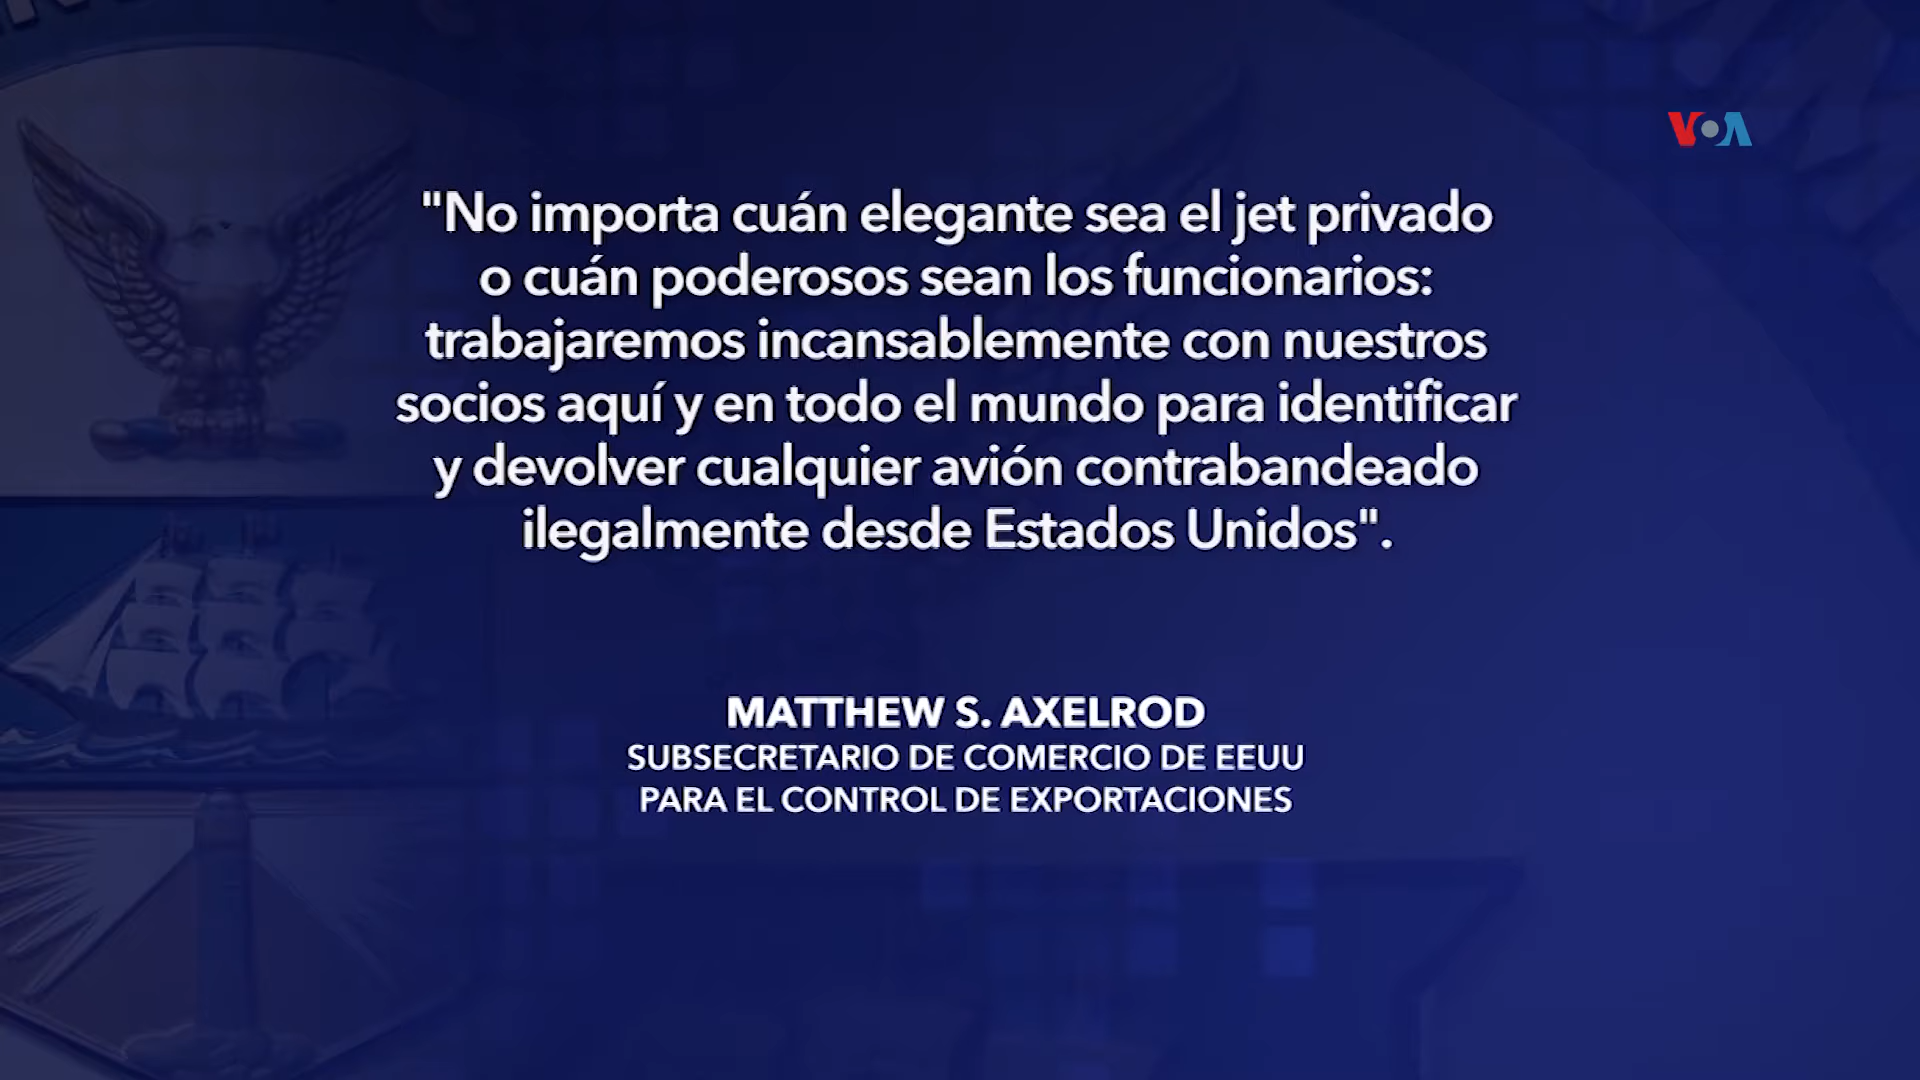 VOA
"No importa cuán elegante sea el jet privado
o cuán poderosos sean los funcionarios:
trabajaremos incansablemente con nuestros
socios aquí y en todo el mundo para identificar
y devolver cualquier avión contrabandeado
ilegalmente desde Estados Unidos".
MATTHEW S. AXELROD
SUBSECRETARIO DE COMERCIO DE EEUU
PARA EL CONTROL DE EXPORTACIONES